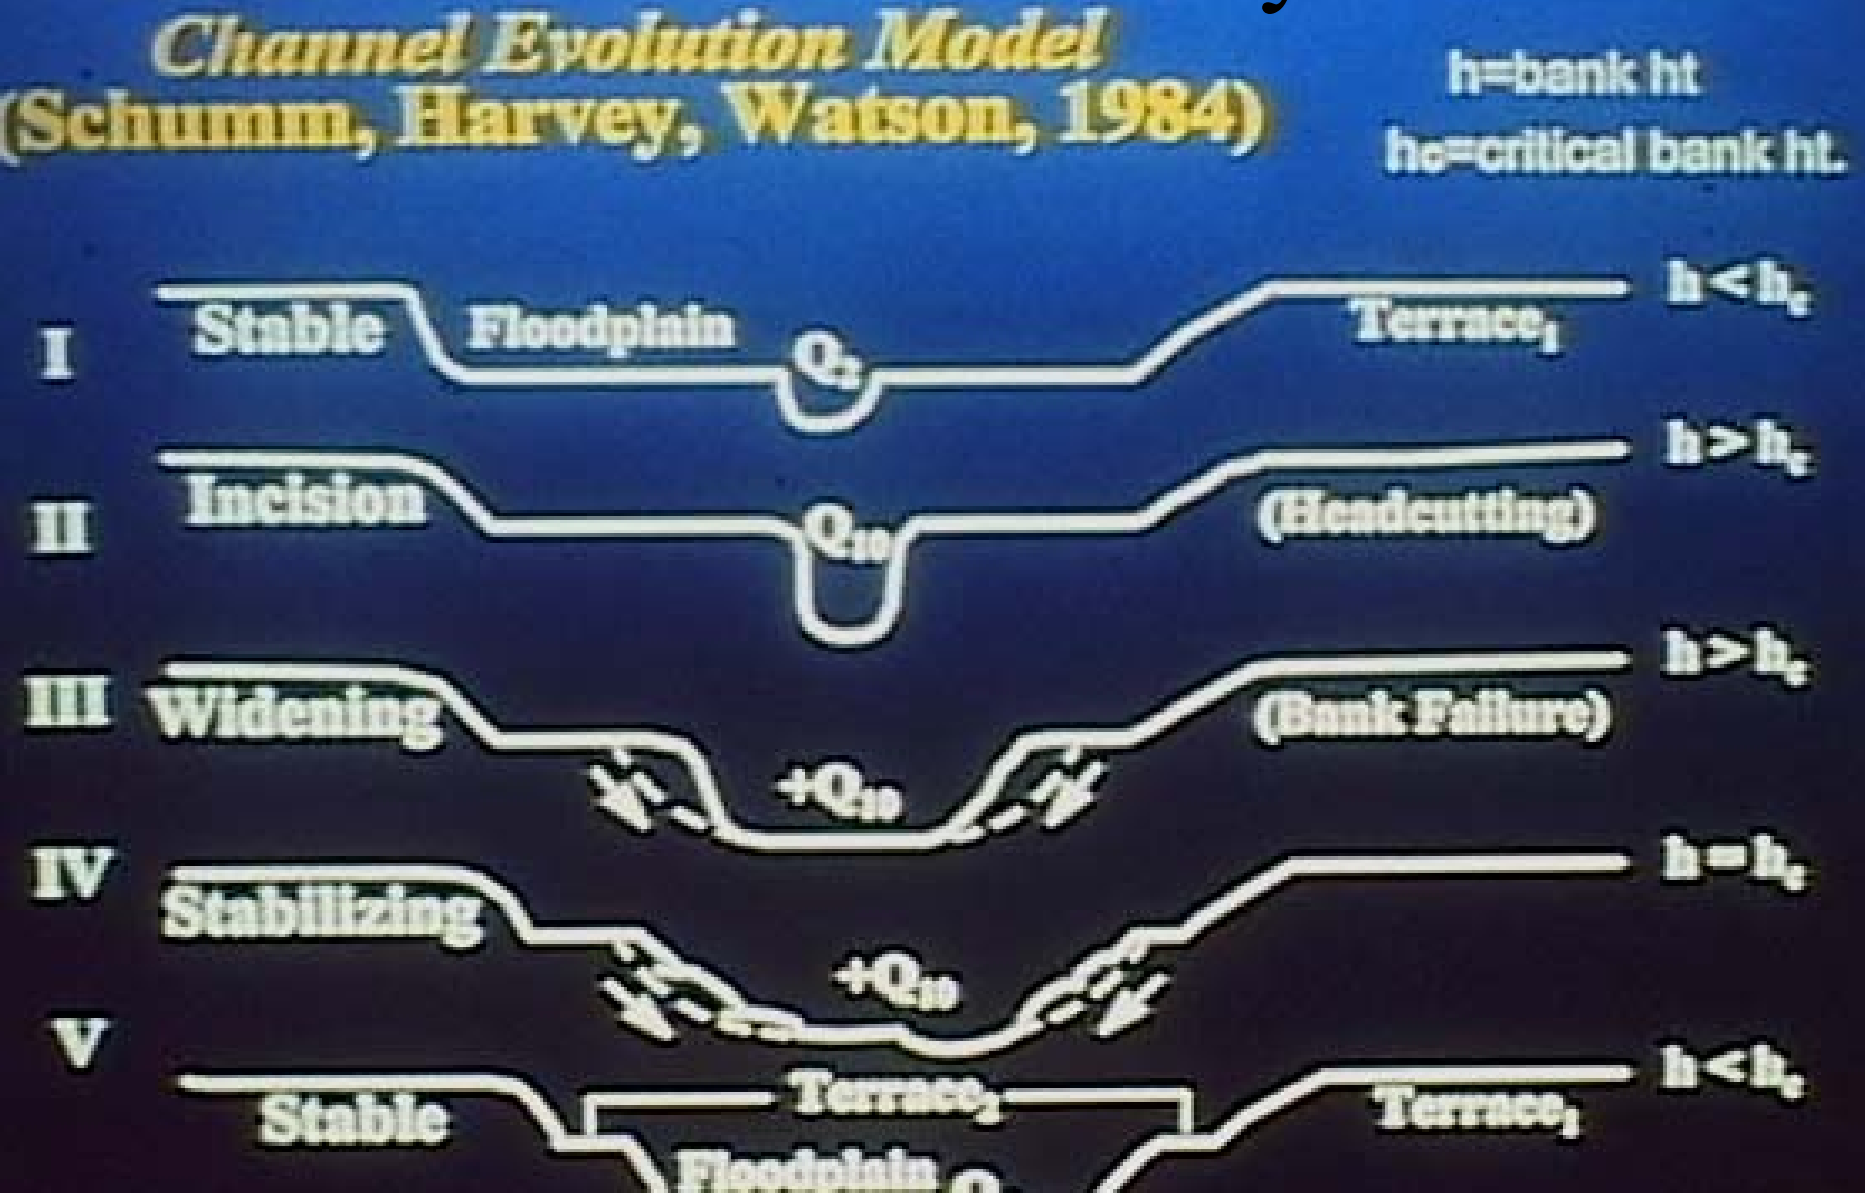 y
Channel Evolution Model
(Schumm, Harvey, Watson, 1984)
h=bank ht
hc=critical bank ht.
I
Stable
Floodplain
Q2
Terrace1
h<hc
II
Incision
Q10
(Headcutting)
h>hc
III
Widening
+Q10
(Bank Failure)
h>hc
IV
Stabilizing
+Q10
h=hc
V
Stable
Terrace2
Terrace1
h<hc
Floodplain